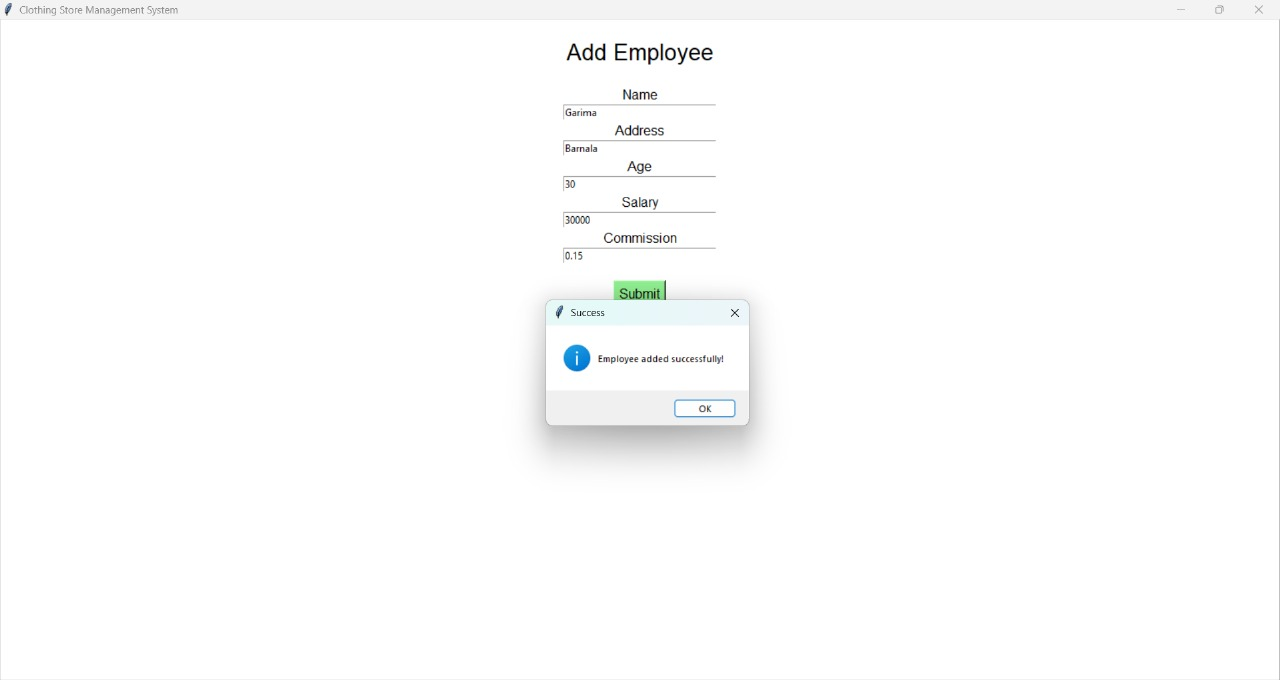 Clothing Store Management System
Add Employee
Name
Garima
Address
Barnala
Age
30
Salary
30000
Commission
0.15
Submit
Success
Employee added successfully!
OK